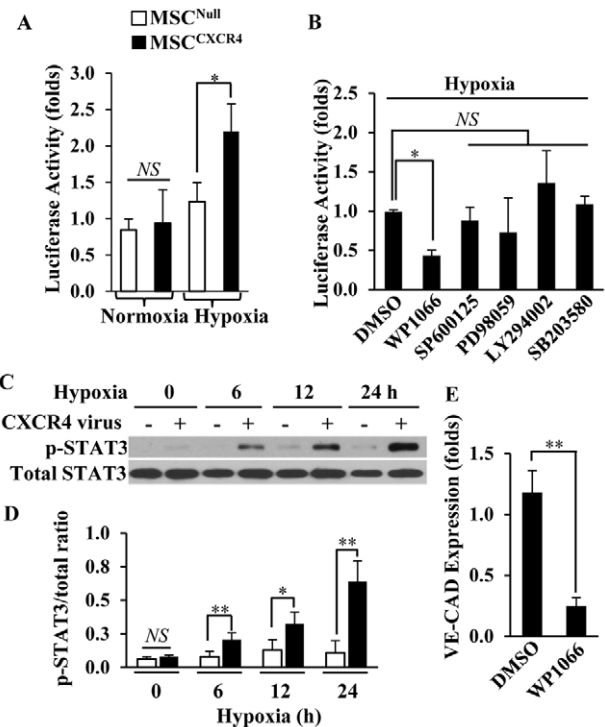 A
MSC^Null
MSC^CXCR4
Luciferase Activity (folds)
3.0
2.5
2.0
1.5
1.0
0.5
0.0
NS
*
Normoxia Hypoxia
B
Hypoxia
Luciferase Activity (folds)
2.5
2.0
1.5
1.0
0.5
0.0
NS
*
DMSO
WP1066
SP600125
PD98059
LY294002
SB203580
C
Hypoxia 0 6 12 24 h
CXCR4 virus - + - + - + - +
p-STAT3
Total STAT3
D
p-STAT3/total ratio
1.0
0.8
0.5
0.3
0.0
NS
**
*
**
0 6 12 24
Hypoxia (h)
E
VE-CAD Expression (folds)
1.5
1.0
0.5
0.0
**
DMSO
WP1066